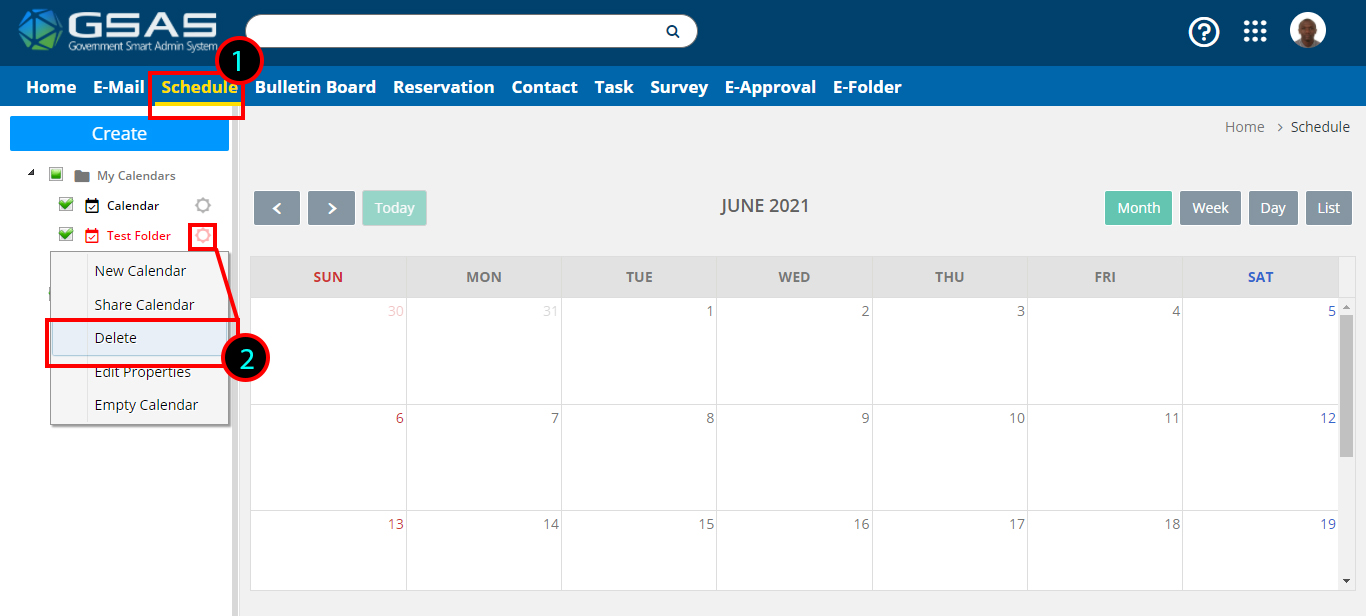 GSAS
Government Smart Admin System
1
Home E-Mail Schedule Bulletin Board Reservation Contact Task Survey E-Approval E-Folder
Create
Home > Schedule
My Calendars
Calendar
Test Folder
New Calendar
Share Calendar
Delete
2
Edit Properties
Empty Calendar
< > Today
JUNE 2021
Month Week Day List
SUN MON TUE WED THU FRI SAT
30 31 1 2 3 4 5
6 7 8 9 10 11 12
13 14 15 16 17 18 19